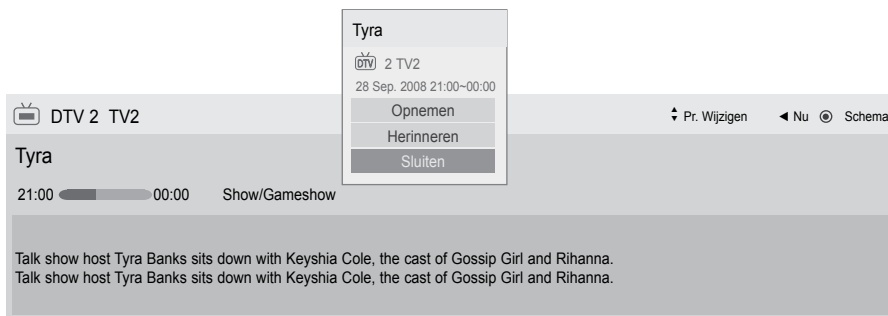 Tyra
DTV 2 TV2
28 Sep. 2008 21:00~00:00
Opnemen
Herinneren
Sluiten
DTV 2 TV2
Pr. Wijzigen Nu Schema
Tyra
21:00 00:00 Show/Gameshow
Talk show host Tyra Banks sits down with Keyshia Cole, the cast of Gossip Girl and Rihanna.
Talk show host Tyra Banks sits down with Keyshia Cole, the cast of Gossip Girl and Rihanna.